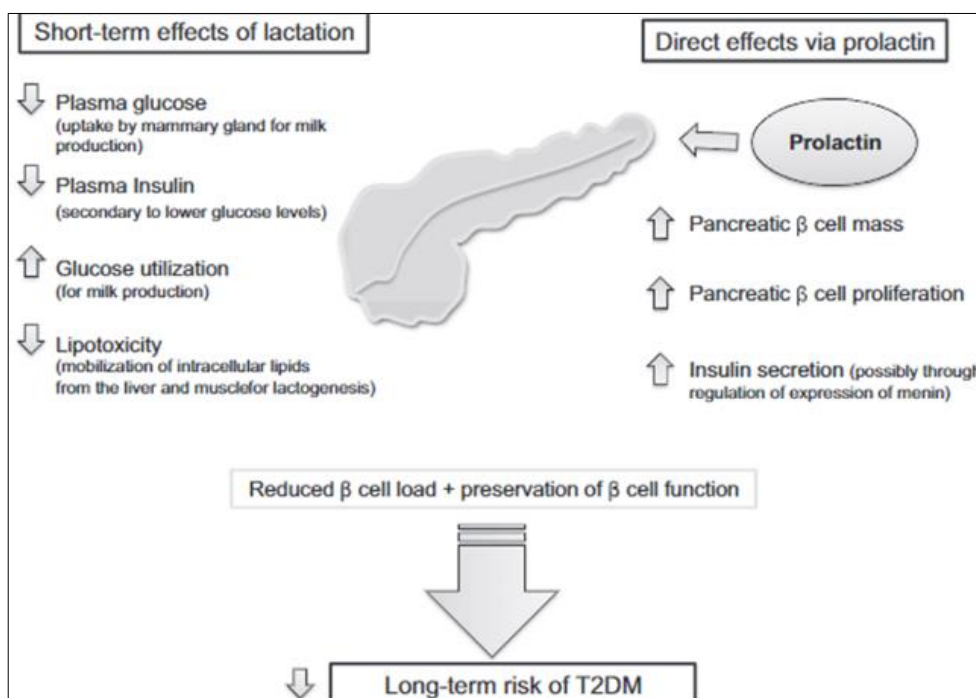 Short-term effects of lactation
Plasma glucose
(uptake by mammary gland for milk
production)
Plasma Insulin
(secondary to lower glucose levels)
Glucose utilization
(for milk production)
Lipotoxicity
(mobilization of intracellular lipids
from the liver and musclefor lactogenesis)
Direct effects via prolactin
Prolactin
Pancreatic β cell mass
Pancreatic β cell proliferation
Insulin secretion (possibly through
regulation of expression of menin)
Reduced β cell load + preservation of β cell function
Long-term risk of T2DM